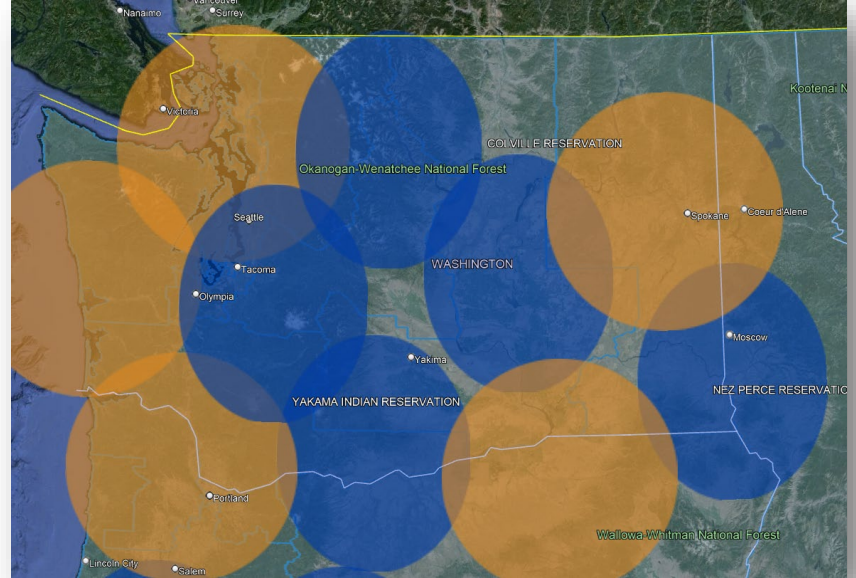 Vancouver
Nanaimo
Surrey
Kootenai N
Victoria
COLVILLE RESERVATION
Okanogan-Wenatchee National Forest
Spokane
Coeur d'Alene
Seattle
WASHINGTON
Tacoma
Olympia
Moscow
Yakima
NEZ PERCE RESERVATIO
YAKAMA INDIAN RESERVATION
Portland
Wallowa-Whitman National Forest
Lincoln City
Salem